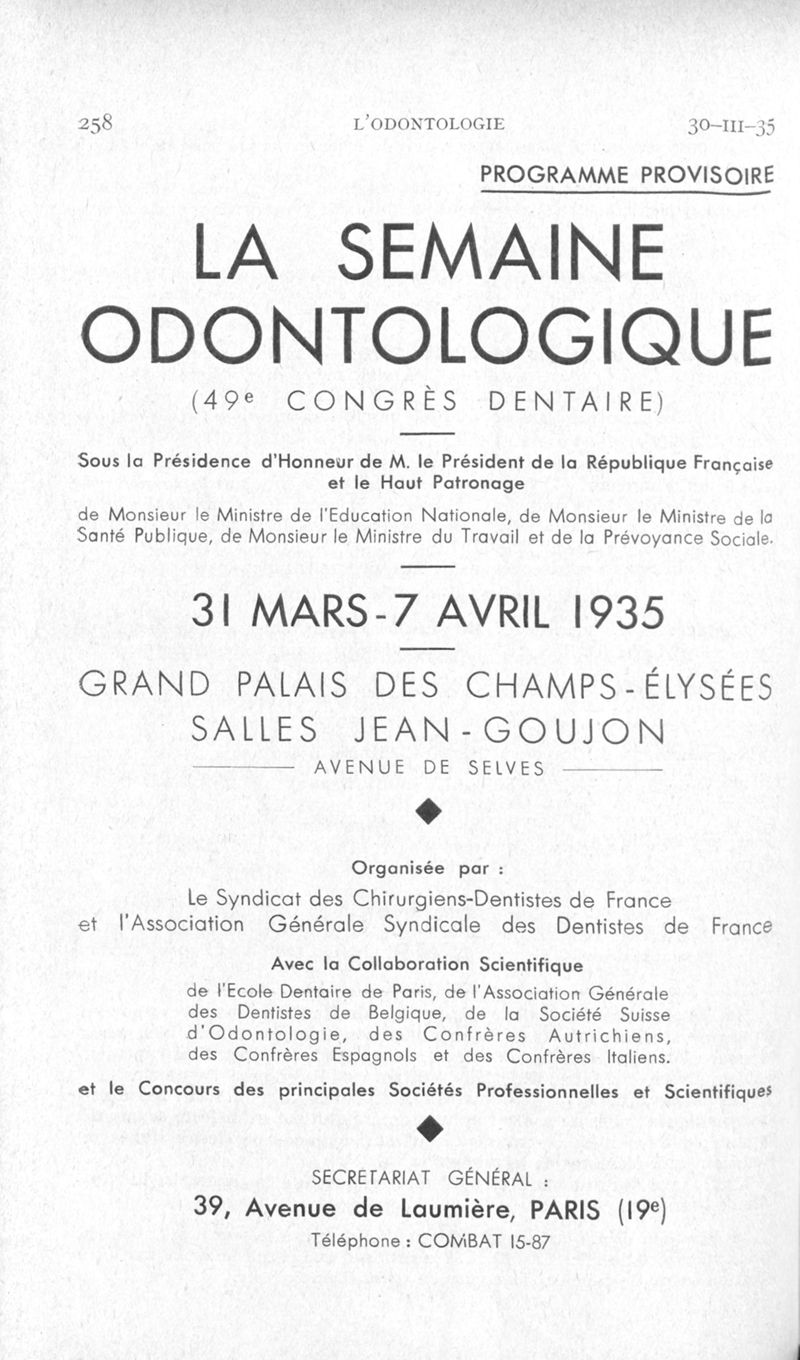 258 L'ODONTOLOGIE 30-III-35
PROGRAMME PROVISOIRE
LA SEMAINE
ODONTOLOGIQUE
(49e CONGRÈS DENTAIRE)
Sous la Présidence d'Honneur de M. le Président de la République Française
et le Haut Patronage
de Monsieur le Ministre de l'Education Nationale, de Monsieur le Ministre de la
Santé Publique, de Monsieur le Ministre du Travail et de la Prévoyance Sociale.
31 MARS-7 AVRIL 1935
GRAND PALAIS DES CHAMPS-ÉLYSÉES
SALLES JEAN-GOUJON
AVENUE DE SELVES
Organisée par :
Le Syndicat des Chirurgiens-Dentistes de France
et l'Association Générale Syndicale des Dentistes de France
Avec la Collaboration Scientifique
de l'Ecole Dentaire de Paris, de l'Association Générale
des Dentistes de Belgique, de la Société Suisse
d'Odontologie, des Confrères Autrichiens,
des Confrères Espagnols et des Confrères Italiens.
et le Concours des principales Sociétés Professionnelles et Scientifiques
SECRETARIAT GÉNÉRAL :
39, Avenue de Laumière, PARIS (19e)
Téléphone : COMBAT 15-87